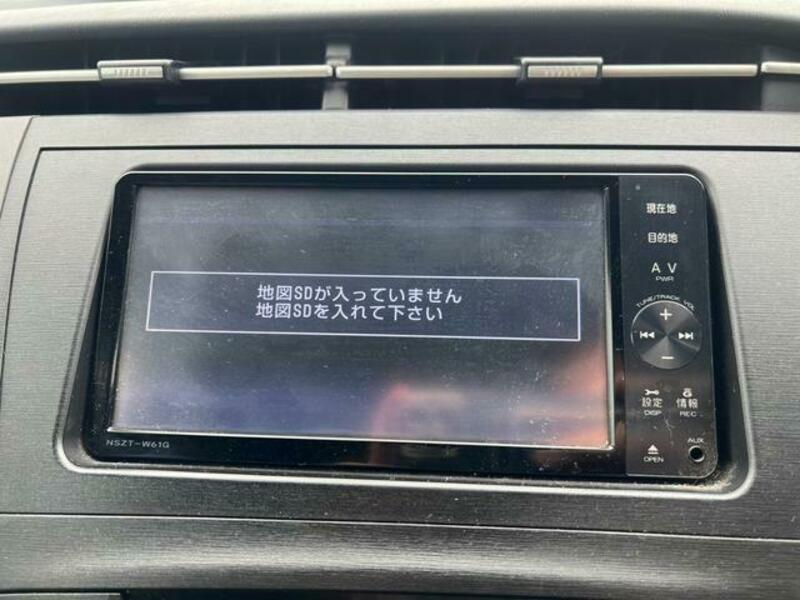 地図SDが入っていません
地図SDを入れて下さい
現在地
目的地
AV
PWR
TUNE/TRACK VOL
+
−
設定
DISP
情報
REC
OPEN
AUX
NSZT-W61G